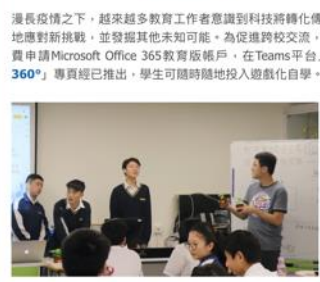 漫長疫情之下，越來越多教育工作者意識到科技將轉化傳
地應對新挑戰，並發掘其他未知可能。為促進跨校交流，
費申請Microsoft Office 365教育版帳戶，在Teams平台
360°」專頁經已推出，學生可隨時隨地投入遊戲化自學。